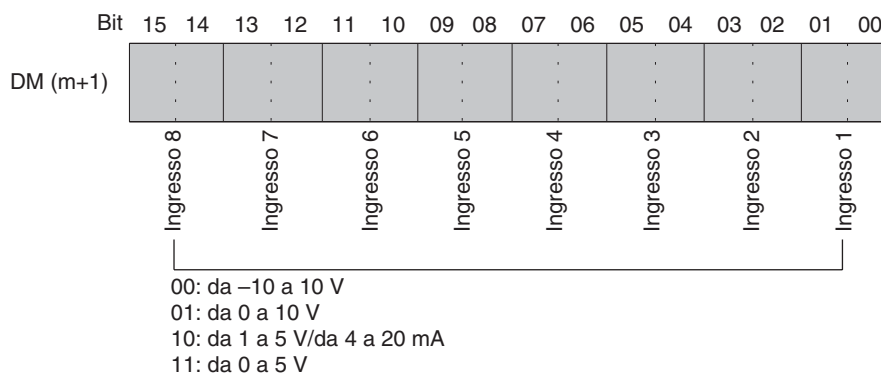 Bit 15 14 13 12 11 10 09 08 07 06 05 04 03 02 01 00
DM (m+1)
Ingresso 8
Ingresso 7
Ingresso 6
Ingresso 5
Ingresso 4
Ingresso 3
Ingresso 2
Ingresso 1
00: da –10 a 10 V
01: da 0 a 10 V
10: da 1 a 5 V/da 4 a 20 mA
11: da 0 a 5 V